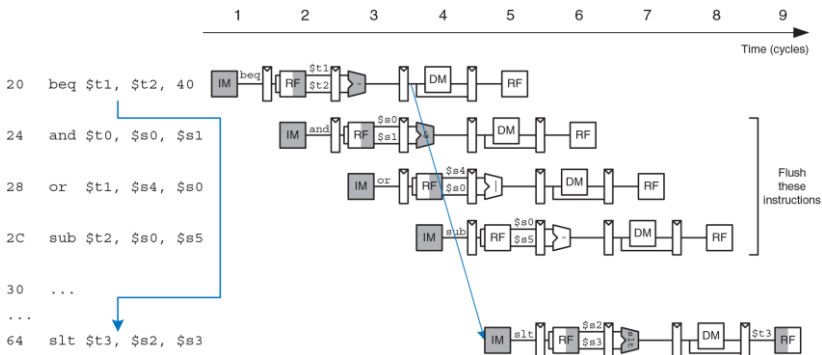 1 2 3 4 5 6 7 8 9
Time (cycles)
20 beq $t1, $t2, 40 IM beq RF $t1 $t2 - DM RF
24 and $t0, $s0, $s1 IM and RF $s0 $s1 & DM RF
28 or $t1, $s4, $s0 IM or RF $s4 $s0 | DM RF
2C sub $t2, $s0, $s5 IM sub RF $s0 $s5 - DM RF
Flush
these
instructions
30 ...
...
64 slt $t3, $s2, $s3 IM slt RF $s2 $s3 slt DM $t3 RF